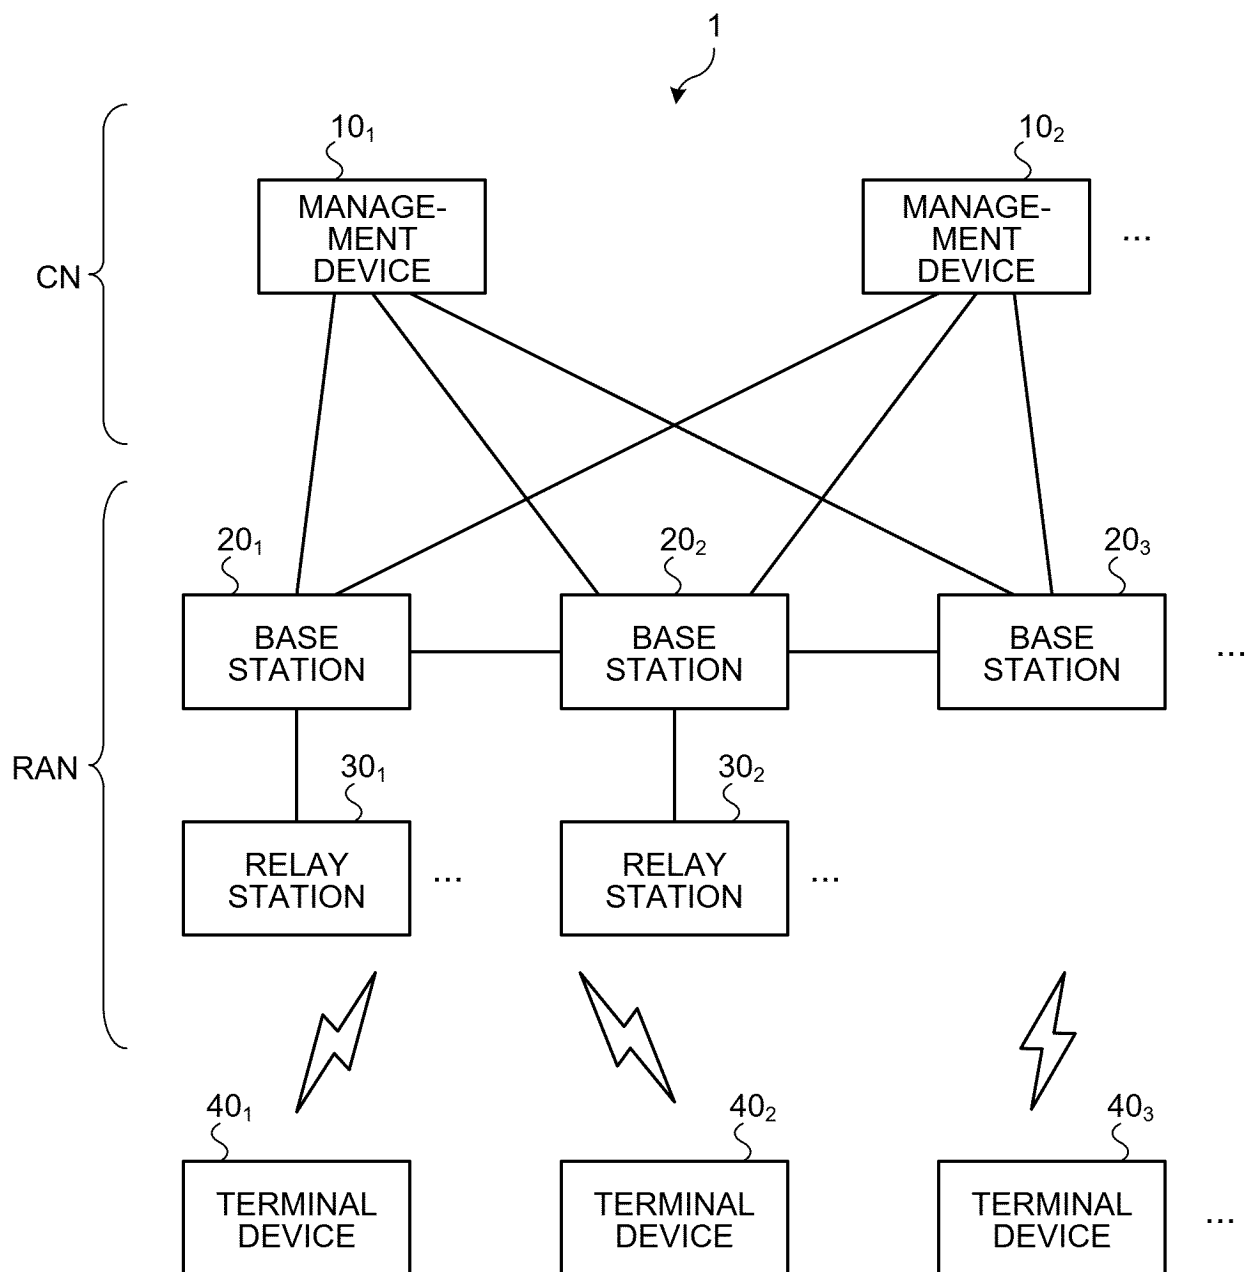 1
CN
10₁
MANAGE-
MENT
DEVICE
10₂
MANAGE-
MENT
DEVICE
...
RAN
20₁
BASE
STATION
20₂
BASE
STATION
20₃
BASE
STATION
...
30₁
RELAY
STATION
...
30₂
RELAY
STATION
...
40₁
TERMINAL
DEVICE
40₂
TERMINAL
DEVICE
40₃
TERMINAL
DEVICE
...